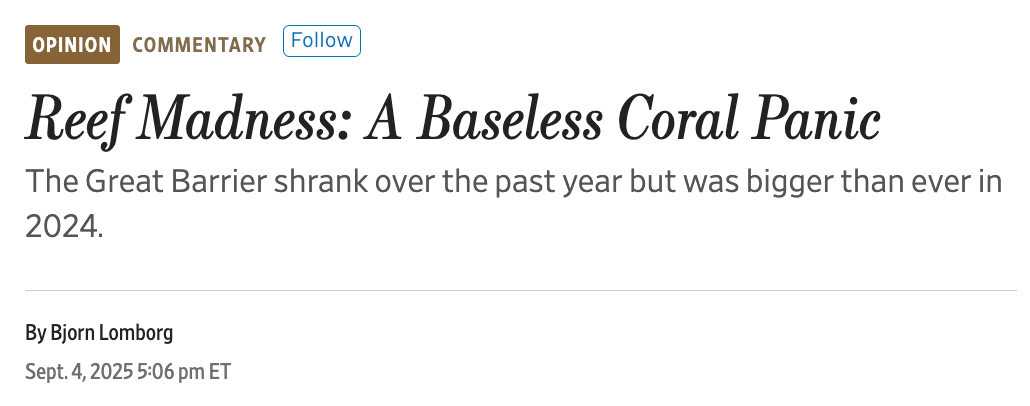 OPINION COMMENTARY Follow
Reef Madness: A Baseless Coral Panic
The Great Barrier shrank over the past year but was bigger than ever in
2024.
By Bjorn Lomborg
Sept. 4, 2025 5:06 pm ET